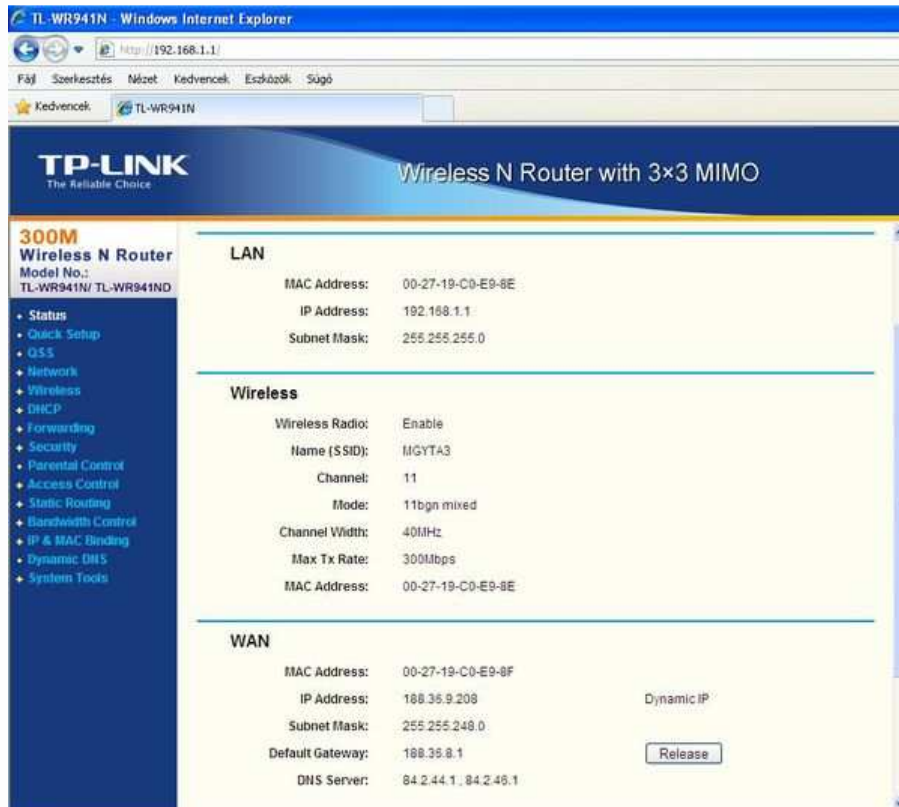 TL-WR941N - Windows Internet Explorer
http://192.168.1.1/
Fájl Szerkesztés Nézet Kedvencek Eszközök Súgó
Kedvencek TL-WR941N
TP-LINK
The Reliable Choice
Wireless N Router with 3×3 MIMO
300M
Wireless N Router
Model No.:
TL-WR941N/ TL-WR941ND
Status
Quick Setup
QSS
Network
Wireless
DHCP
Forwarding
Security
Parental Control
Access Control
Static Routing
Bandwidth Control
IP & MAC Binding
Dynamic DNS
System Tools
LAN
MAC Address: 00-27-19-C0-E9-8E
IP Address: 192.168.1.1
Subnet Mask: 255.255.255.0
Wireless
Wireless Radio: Enable
Name (SSID): MGYTA3
Channel: 11
Mode: 11bgn mixed
Channel Width: 40MHz
Max Tx Rate: 300Mbps
MAC Address: 00-27-19-C0-E9-8E
WAN
MAC Address: 00-27-19-C0-E9-8F
IP Address: 188.36.9.208 Dynamic IP
Subnet Mask: 255.255.248.0
Default Gateway: 188.36.8.1 Release
DNS Server: 84.2.44.1 , 84.2.46.1